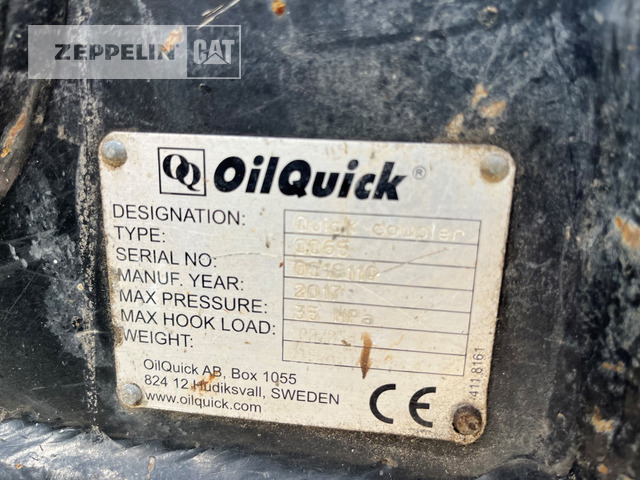 ZEPPELIN CAT
OilQuick®
DESIGNATION: Quick coupler
TYPE:
SERIAL NO:
MANUF. YEAR:
MAX PRESSURE: 35 MPa
MAX HOOK LOAD:
WEIGHT:
OilQuick AB, Box 1055
824 12 Hudiksvall, SWEDEN
www.oilquick.com
CE
411.8161